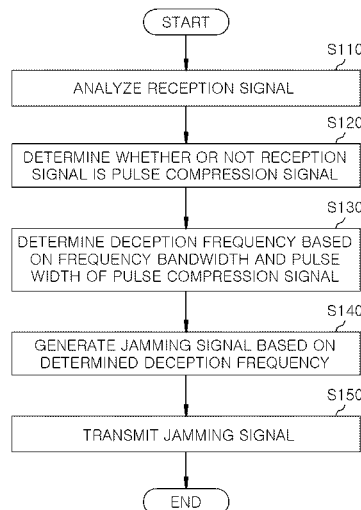 START
S110
ANALYZE RECEPTION SIGNAL
S120
DETERMINE WHETHER OR NOT RECEPTION
SIGNAL IS PULSE COMPRESSION SIGNAL
S130
DETERMINE DECEPTION FREQUENCY BASED
ON FREQUENCY BANDWIDTH AND PULSE
WIDTH OF PULSE COMPRESSION SIGNAL
S140
GENERATE JAMMING SIGNAL BASED ON
DETERMINED DECEPTION FREQUENCY
S150
TRANSMIT JAMMING SIGNAL
END